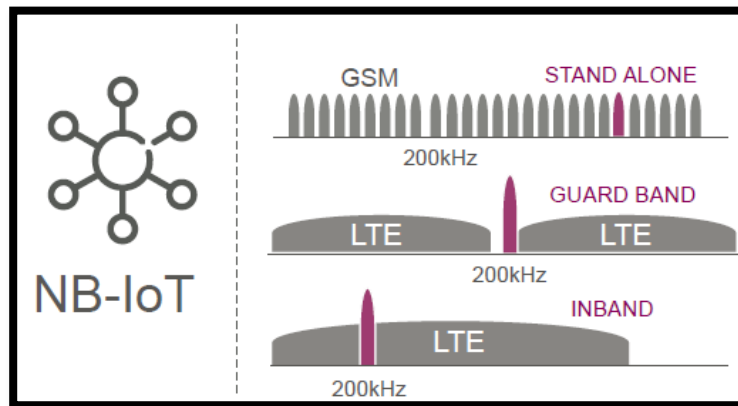 NB-IoT
GSM STAND ALONE
200kHz
GUARD BAND
LTE LTE
200kHz
INBAND
LTE
200kHz